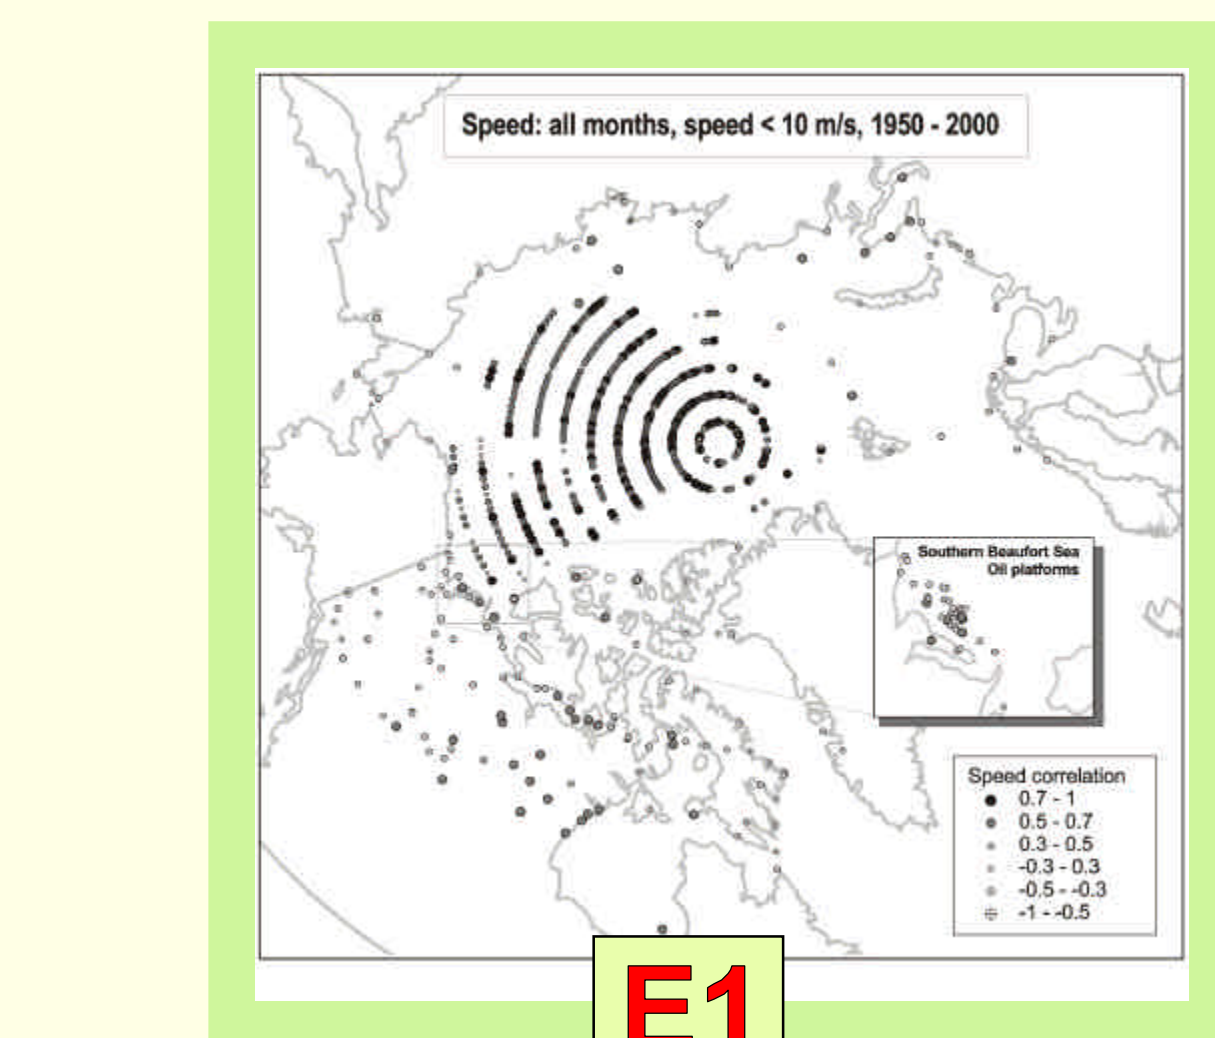 Speed: all months, speed < 10 m/s, 1950 - 2000
Southern Beaufort Sea
Oil platforms
Speed correlation
0.7 - 1
0.5 - 0.7
0.3 - 0.5
-0.3 - 0.3
-0.5 - -0.3
-1 - -0.5
E1